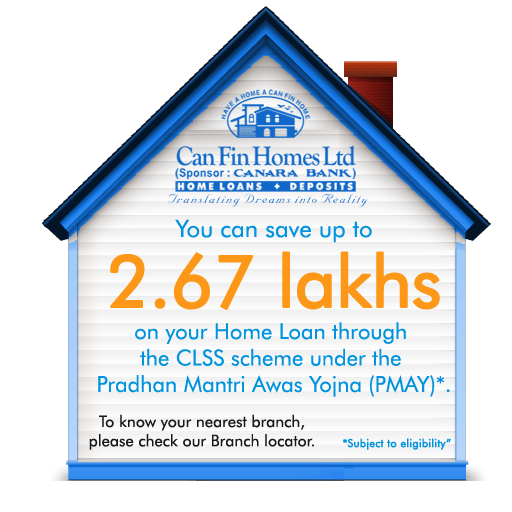 HAVE A HOME A CAN FIN HOME
Can Fin Homes Ltd
(Sponsor : CANARA BANK)
HOME LOANS + DEPOSITS
Translating Dreams into Reality
You can save up to
2.67 lakhs
on your Home Loan through
the CLSS scheme under the
Pradhan Mantri Awas Yojna (PMAY)*.
To know your nearest branch,
please check our Branch locator.
*Subject to eligibility"